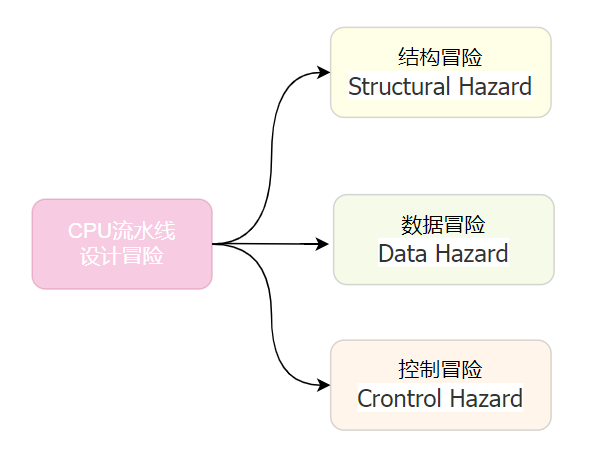 CPU流水线
设计冒险
结构冒险
Structural Hazard
数据冒险
Data Hazard
控制冒险
Crontrol Hazard